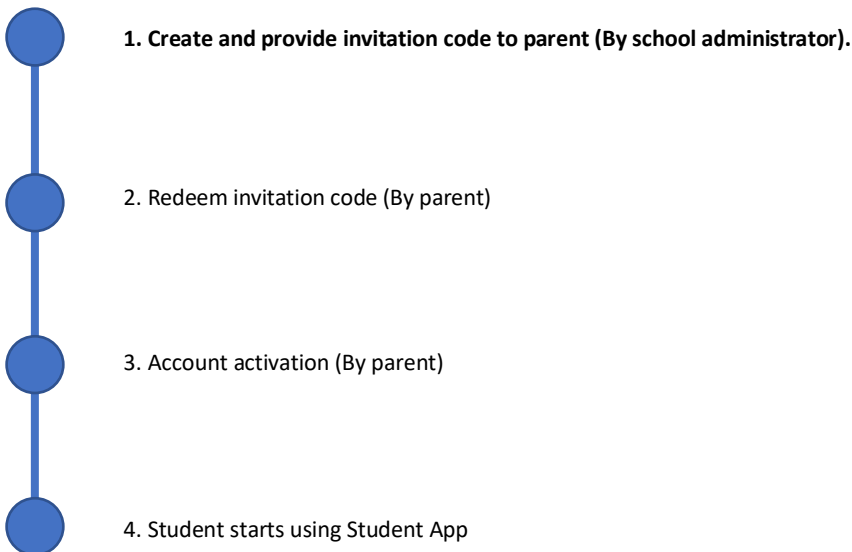 1. Create and provide invitation code to parent (By school administrator).
2. Redeem invitation code (By parent)
3. Account activation (By parent)
4. Student starts using Student App